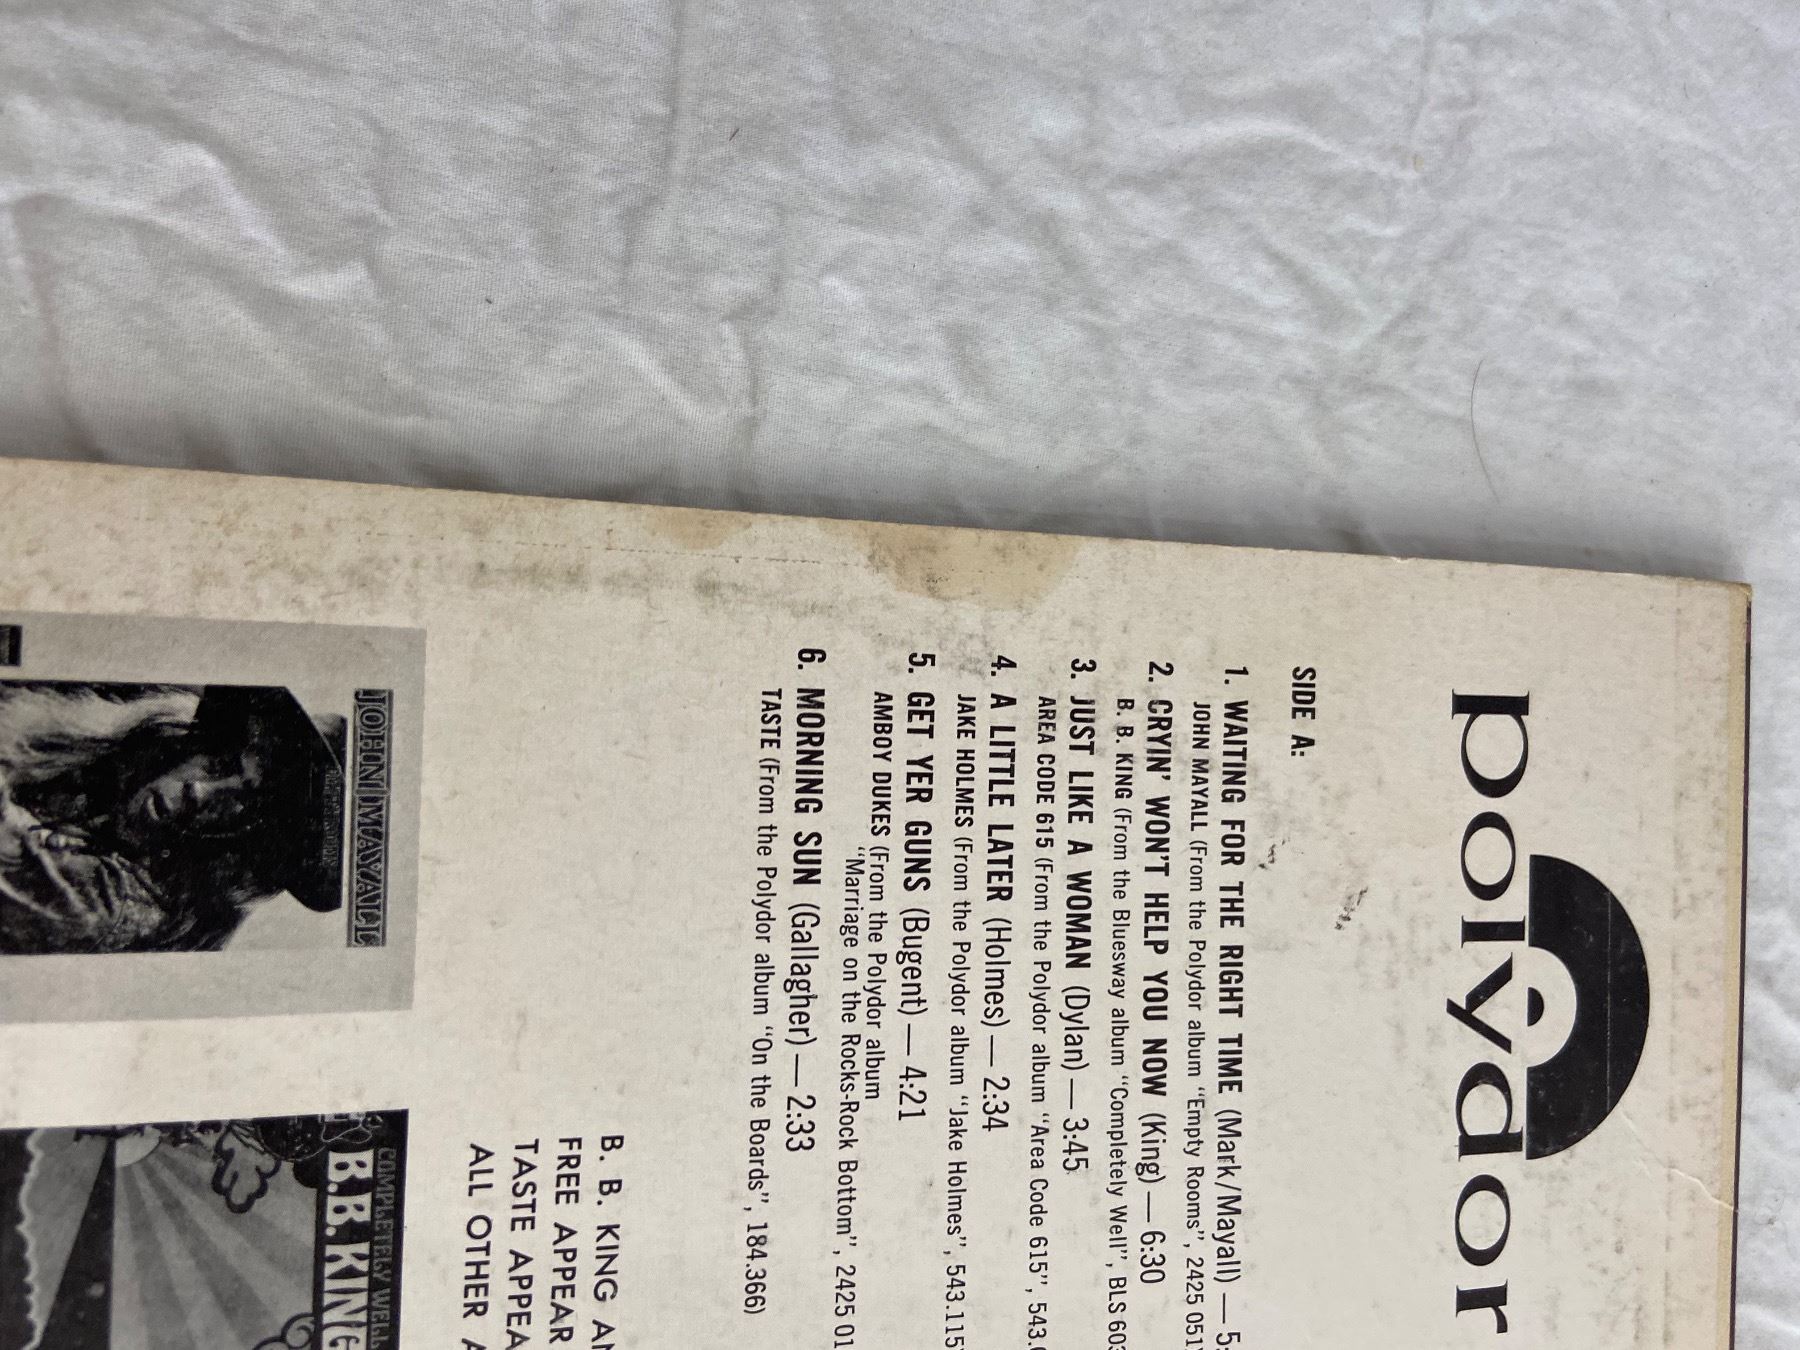 polydor
SIDE A:
1. WAITING FOR THE RIGHT TIME (Mark/Mayall) — 5:
JOHN MAYALL (From the Polydor album "Empty Rooms", 2425 051
2. CRYIN' WON'T HELP YOU NOW (King) — 6:30
B. B. KING (From the Bluesway album "Completely Well", BLS 603
3. JUST LIKE A WOMAN (Dylan) — 3:45
AREA CODE 615 (From the Polydor album "Area Code 615", 543.
4. A LITTLE LATER (Holmes) — 2:34
JAKE HOLMES (From the Polydor album "Jake Holmes", 543.115
5. GET YER GUNS (Bugent) — 4:21
AMBOY DUKES (From the Polydor album
"Marriage on the Rocks-Rock Bottom", 2425 01
6. MORNING SUN (Gallagher) — 2:33
TASTE (From the Polydor album "On the Boards", 184.366)
B. B. KING
FREE APPEAR
TASTE APPEA
ALL OTHER A
JOHN MAYALL
COMPLETELY WELL
B.B. KING